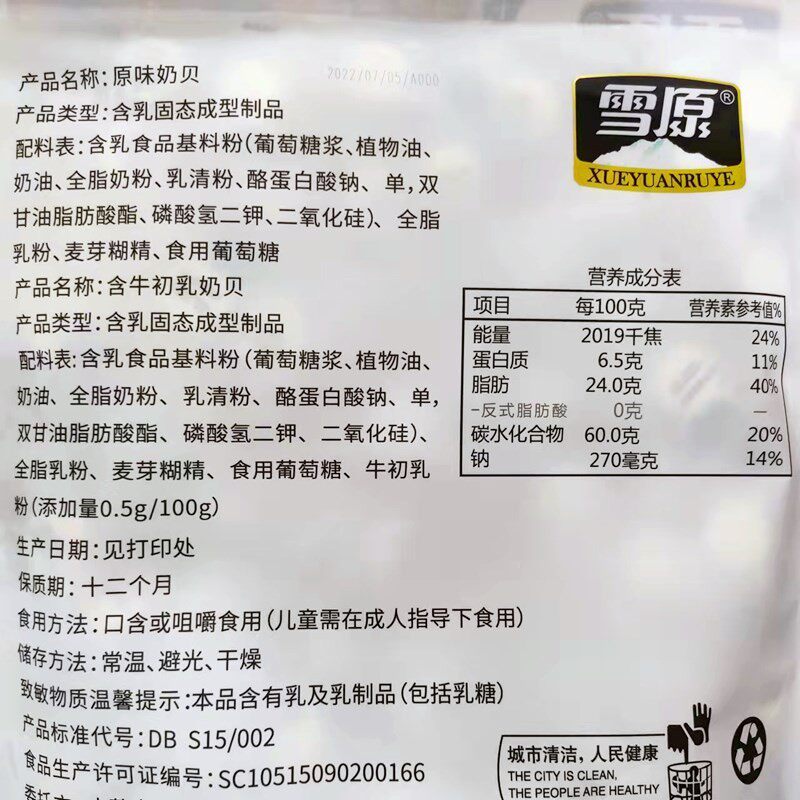 产品名称:原味奶贝
2022/07/05/A000
产品类型:含乳固态成型制品
配料表:含乳食品基料粉(葡萄糖浆、植物油、
奶油、全脂奶粉、乳清粉、酪蛋白酸钠、单,双
甘油脂肪酸酯、磷酸氢二钾、二氧化硅)、全脂
乳粉、麦芽糊精、食用葡萄糖
产品名称:含牛初乳奶贝
产品类型:含乳固态成型制品
配料表:含乳食品基料粉(葡萄糖浆、植物油、
奶油、全脂奶粉、乳清粉、酪蛋白酸钠、单,
双甘油脂肪酸酯、磷酸氢二钾、二氧化硅)、
全脂乳粉、麦芽糊精、食用葡萄糖、牛初乳
粉(添加量0.5g/100g)
生产日期:见打印处
保质期:十二个月
食用方法:口含或咀嚼食用(儿童需在成人指导下食用)
储存方法:常温、避光、干燥
致敏物质温馨提示:本品含有乳及乳制品(包括乳糖)
产品标准代号:DB S15/002
食品生产许可证编号:SC10515090200166
雪原®
XUEYUANRUYE
营养成分表
项目 每100克 营养素参考值%
能量 2019千焦 24%
蛋白质 6.5克 11%
脂肪 24.0克 40%
-反式脂肪酸 0克 —
碳水化合物 60.0克 20%
钠 270毫克 14%
城市清洁,人民健康
THE CITY IS CLEAN,
THE PEOPLE ARE HEALTHY